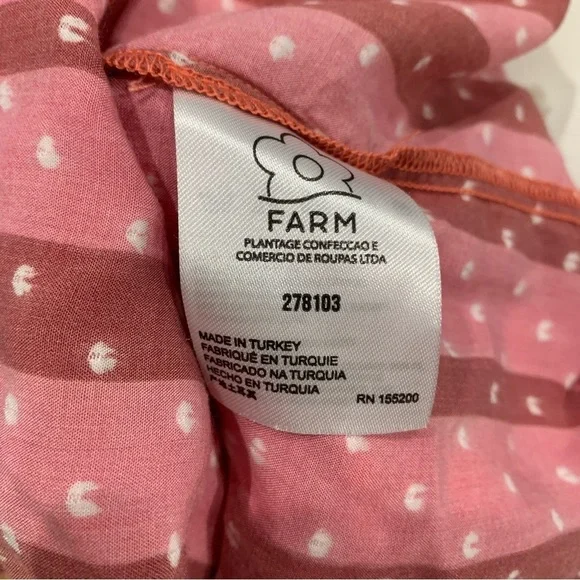 FARM
PLANTAGE CONFECCAO E
COMERCIO DE ROUPAS LTDA
278103
MADE IN TURKEY
FABRIQUÉ EN TURQUIE
FABRICADO NA TURQUIA
HECHO EN TURQUIA
RN 155200